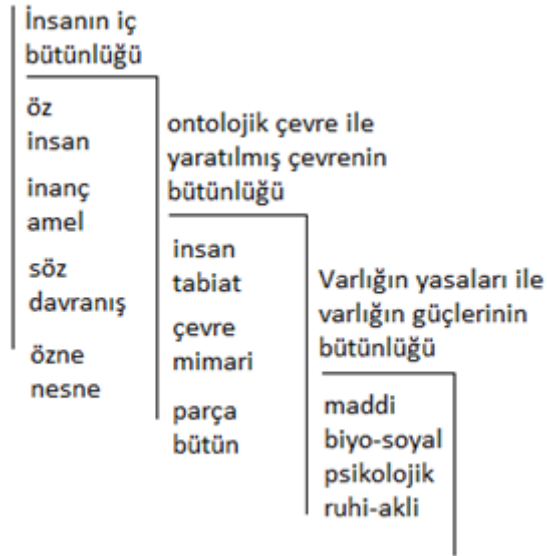 İnsanın iç
bütünlüğü
öz
insan
inanç
amel
söz
davranış
özne
nesne
ontolojik çevre ile
yaratılmış çevrenin
bütünlüğü
insan
tabiat
çevre
mimari
parça
bütün
Varlığın yasaları ile
varlığın güçlerinin
bütünlüğü
maddi
biyo-soyal
psikolojik
ruhi-akli